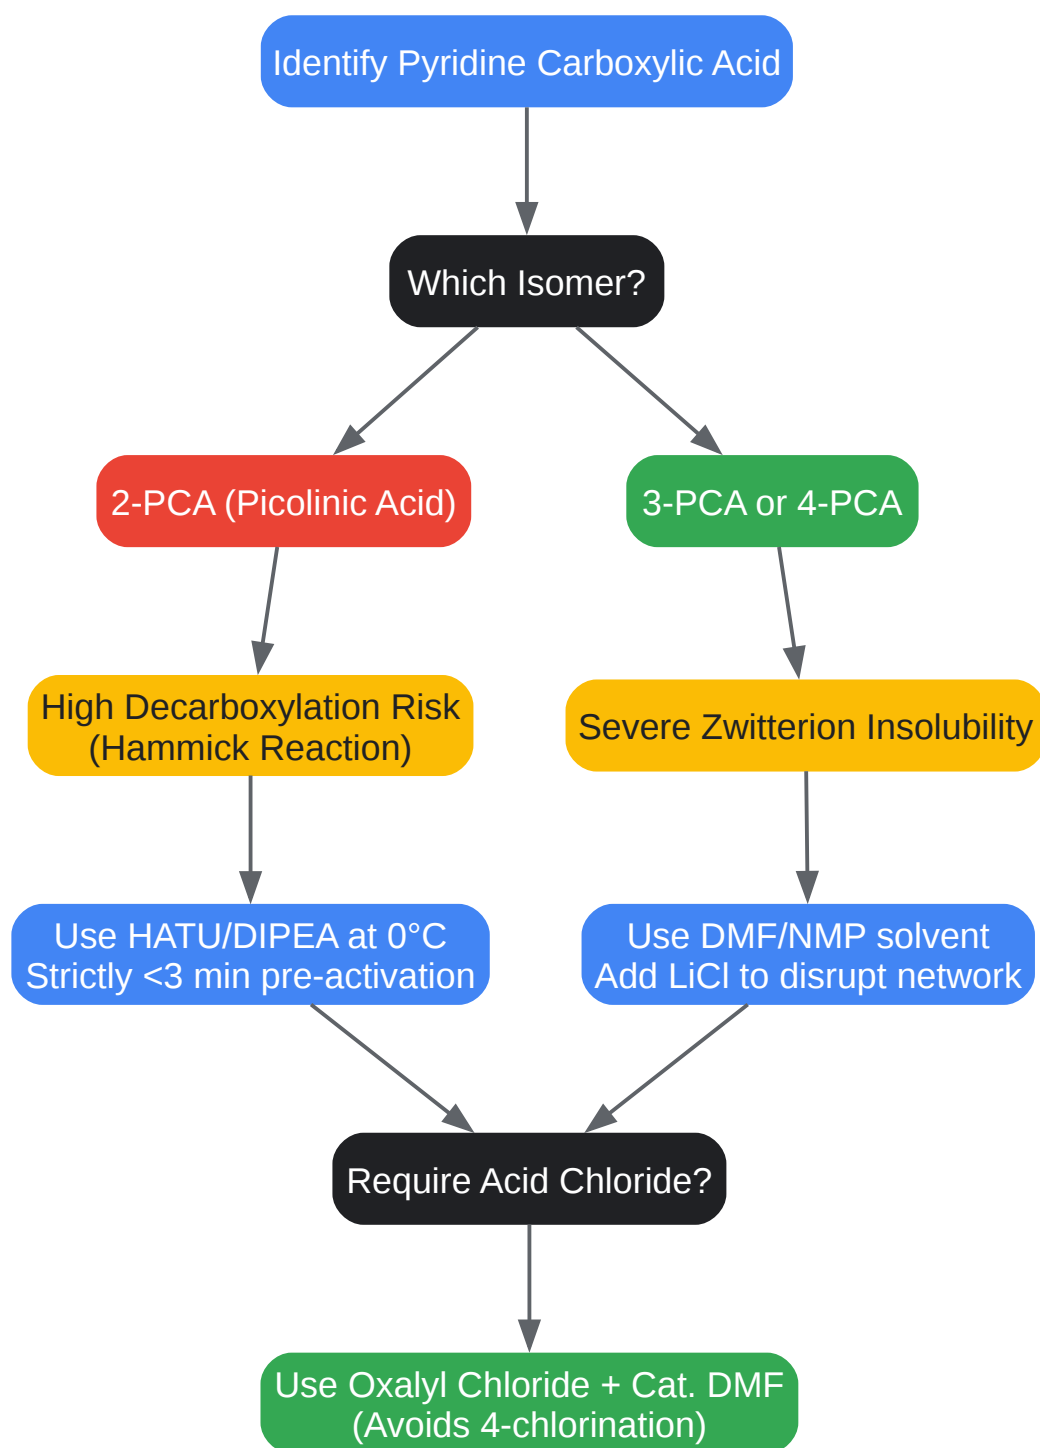 Identify Pyridine Carboxylic Acid
Which Isomer?
2-PCA (Picolinic Acid)
3-PCA or 4-PCA
High Decarboxylation Risk
(Hammick Reaction)
Severe Zwitterion Insolubility
Use HATU/DIPEA at 0°C
Strictly <3 min pre-activation
Use DMF/NMP solvent
Add LiCl to disrupt network
Require Acid Chloride?
Use Oxalyl Chloride + Cat. DMF
(Avoids 4-chlorination)